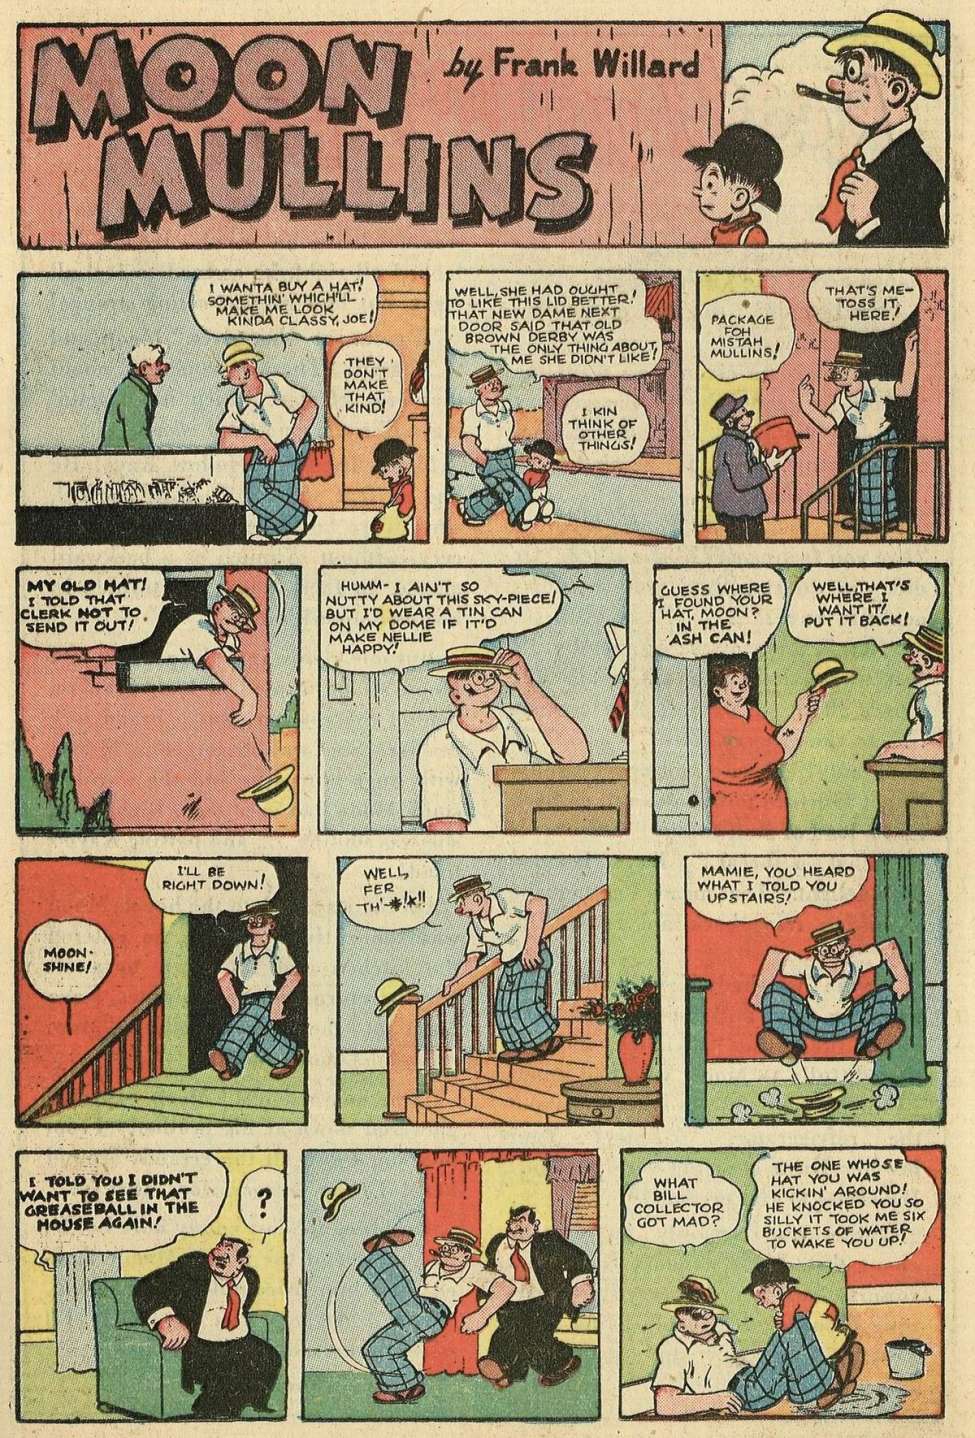 MOON
MULLINS
by Frank Willard
I WANTA BUY A HAT!
SOMETHIN' WHICH'LL
MAKE ME LOOK
KINDA CLASSY, JOE!
THEY
DON'T
MAKE
THAT
KIND!
WELL, SHE HAD OUGHT
TO LIKE THIS LID BETTER!
THAT NEW DAME NEXT
DOOR SAID THAT OLD
BROWN DERBY WAS
THE ONLY THING ABOUT
ME SHE DIDN'T LIKE!
I KIN
THINK OF
OTHER
THINGS!
PACKAGE
FOH
MISTAH
MULLINS!
THAT'S ME-
TOSS IT
HERE!
MY OLD HAT!
I TOLD THAT
CLERK NOT TO
SEND IT OUT!
HUMM- I AIN'T SO
NUTTY ABOUT THIS SKY-PIECE!
BUT I'D WEAR A TIN CAN
ON MY DOME IF IT'D
MAKE NELLIE
HAPPY!
GUESS WHERE
I FOUND YOUR
HAT, MOON?
IN THE
ASH CAN!
WELL, THAT'S
WHERE I
WANT IT!
PUT IT BACK!
MOON-
SHINE!
I'LL BE
RIGHT DOWN!
WELL,
FER
TH'-*!*!!
MAMIE, YOU HEARD
WHAT I TOLD YOU
UPSTAIRS!
I TOLD YOU I DIDN'T
WANT TO SEE THAT
GREASEBALL IN THE
HOUSE AGAIN!
?
WHAT
BILL
COLLECTOR
GOT MAD?
THE ONE WHOSE
HAT YOU WAS
KICKIN' AROUND!
HE KNOCKED YOU SO
SILLY IT TOOK ME SIX
BUCKETS OF WATER
TO WAKE YOU UP!